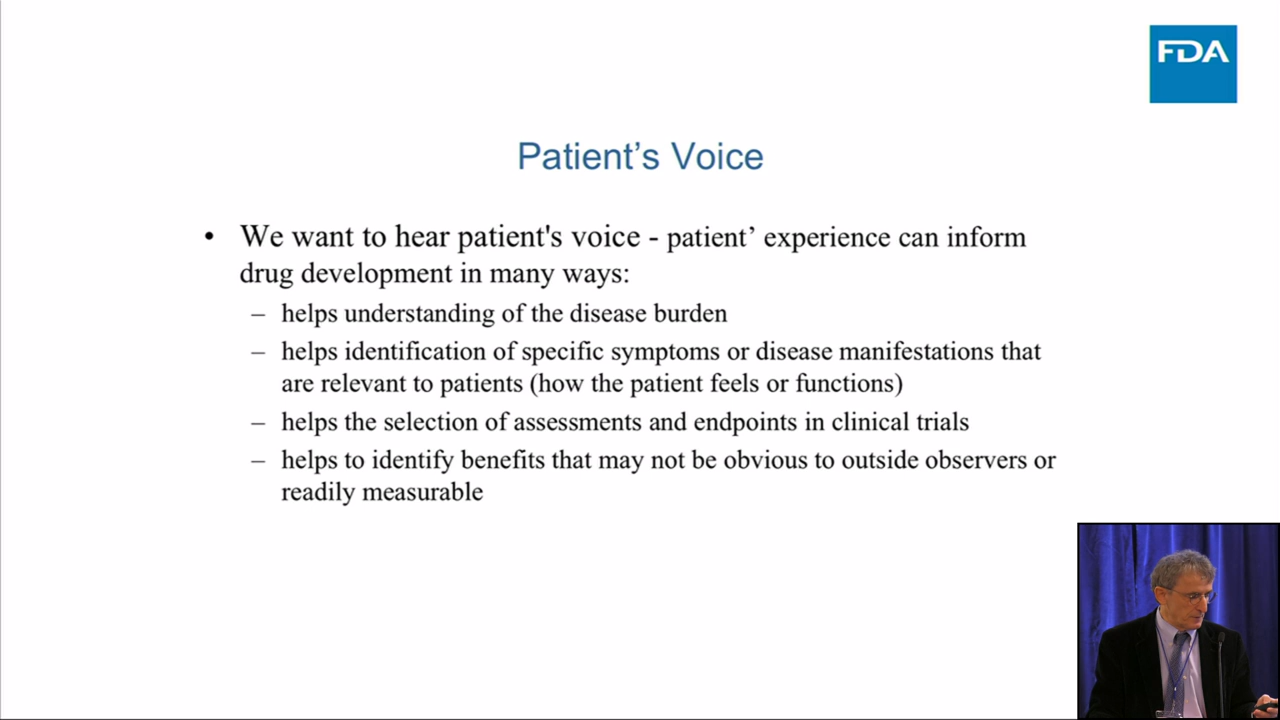 FDA
Patient’s Voice
• We want to hear patient's voice - patient’ experience can inform
drug development in many ways:
– helps understanding of the disease burden
– helps identification of specific symptoms or disease manifestations that
are relevant to patients (how the patient feels or functions)
– helps the selection of assessments and endpoints in clinical trials
– helps to identify benefits that may not be obvious to outside observers or
readily measurable